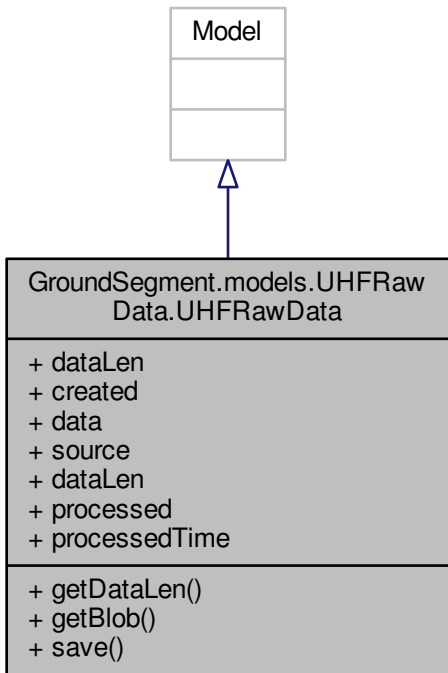 Model
GroundSegment.models.UHFRaw
Data.UHFRawData
+ dataLen
+ created
+ data
+ source
+ dataLen
+ processed
+ processedTime
+ getDataLen()
+ getBlob()
+ save()